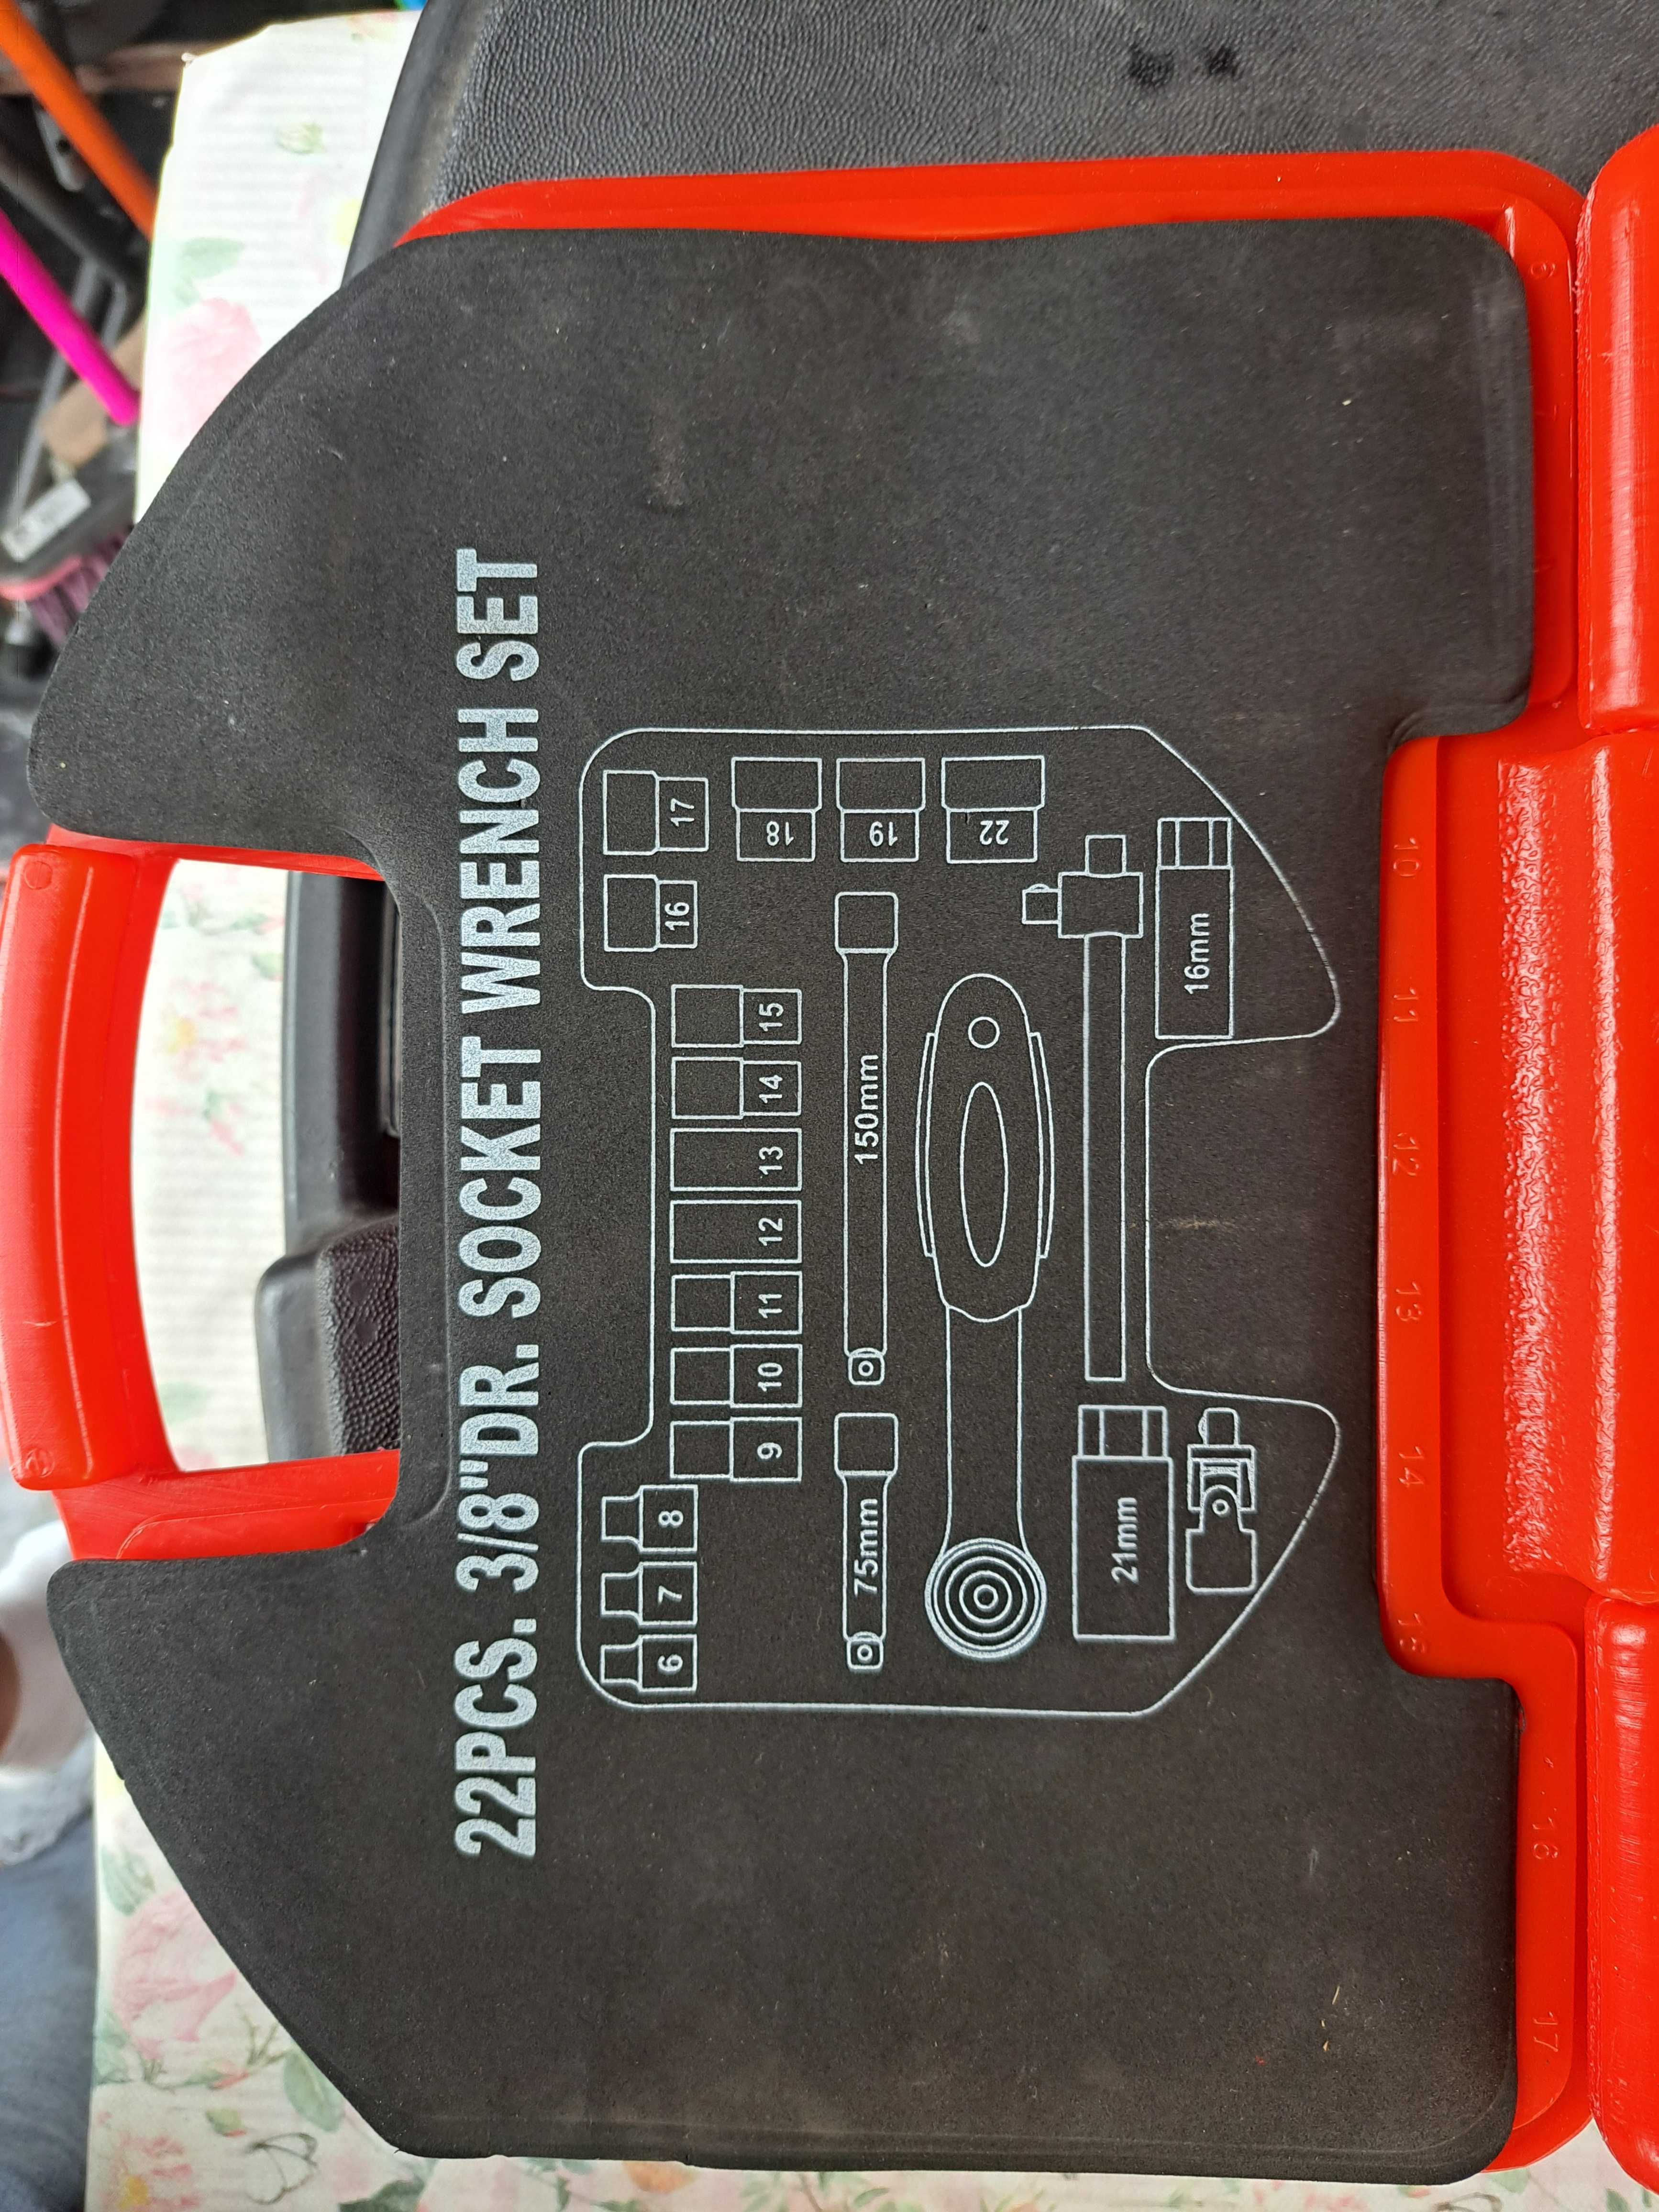 22PCS. 3/8"DR. SOCKET WRENCH SET
6 7 8 16 17
9 10 11 12 13 14 15
18
75mm 150mm 19
22
21mm 16mm
10 11 12 13 14 15
16 17